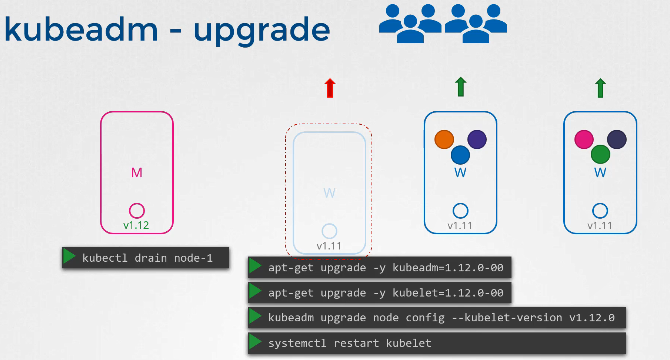 kubeadm - upgrade
M
v1.12
W
v1.11
W
v1.11
W
v1.11
kubectl drain node-1
apt-get upgrade -y kubeadm=1.12.0-00
apt-get upgrade -y kubelet=1.12.0-00
kubeadm upgrade node config --kubelet-version v1.12.0
systemctl restart kubelet